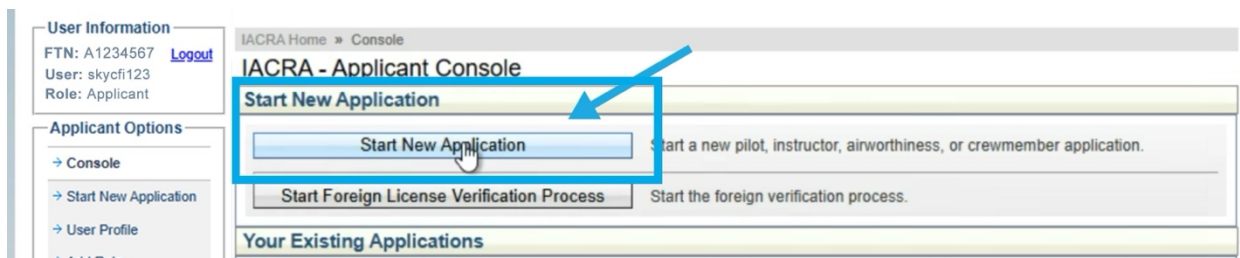 User Information
FTN: A1234567 Logout
User: skycfi123
Role: Applicant
Applicant Options
→ Console
→ Start New Application
→ User Profile
IACRA Home » Console
IACRA - Applicant Console
Start New Application
Start New Application Start a new pilot, instructor, airworthiness, or crewmember application.
Start Foreign License Verification Process Start the foreign verification process.
Your Existing Applications